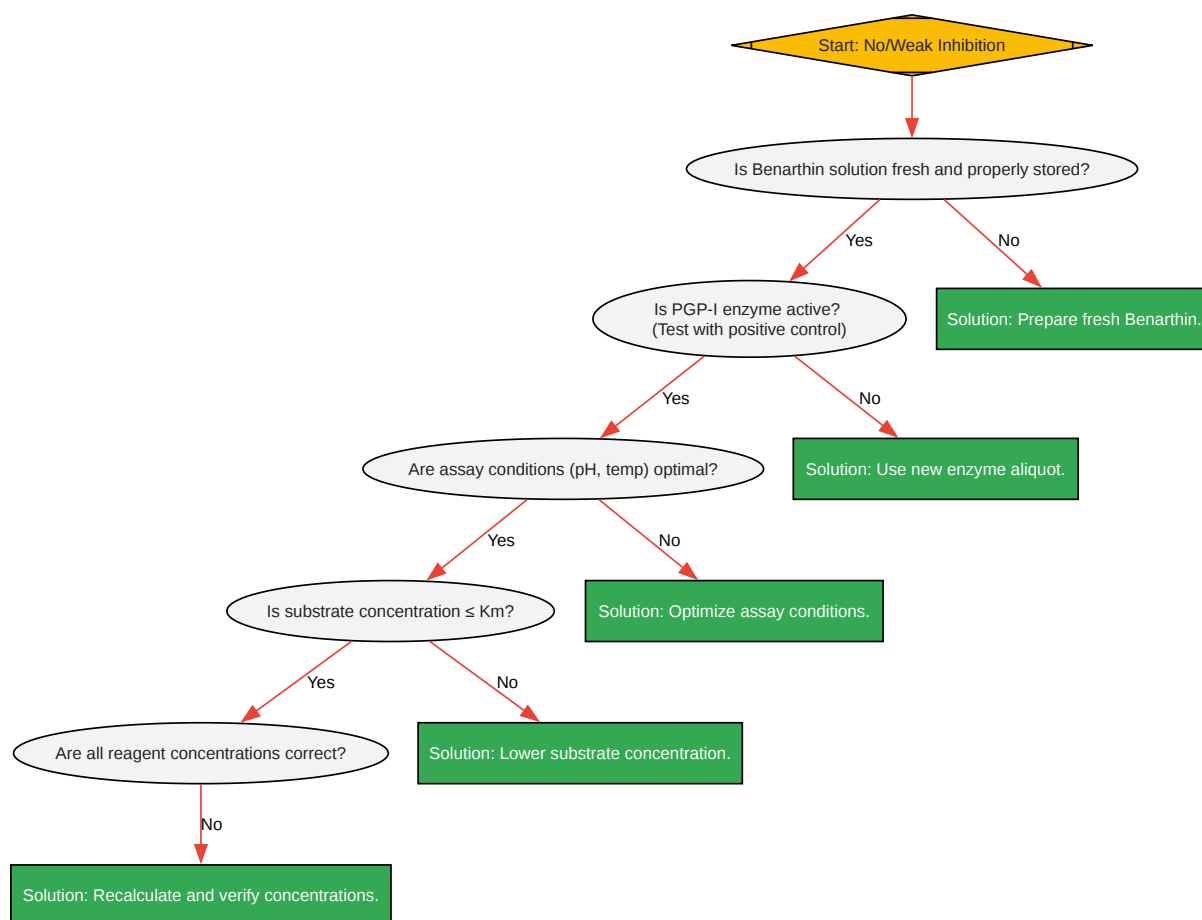 Start: No/Weak Inhibition
Is Benarthin solution fresh and properly stored?
Yes
No
Is PGP-I enzyme active?
(Test with positive control)
Solution: Prepare fresh Benarthin.
Yes
No
Are assay conditions (pH, temp) optimal?
Solution: Use new enzyme aliquot.
Yes
No
Is substrate concentration ≤ Km?
Solution: Optimize assay conditions.
Yes
No
Are all reagent concentrations correct?
Solution: Lower substrate concentration.
No
Solution: Recalculate and verify concentrations.